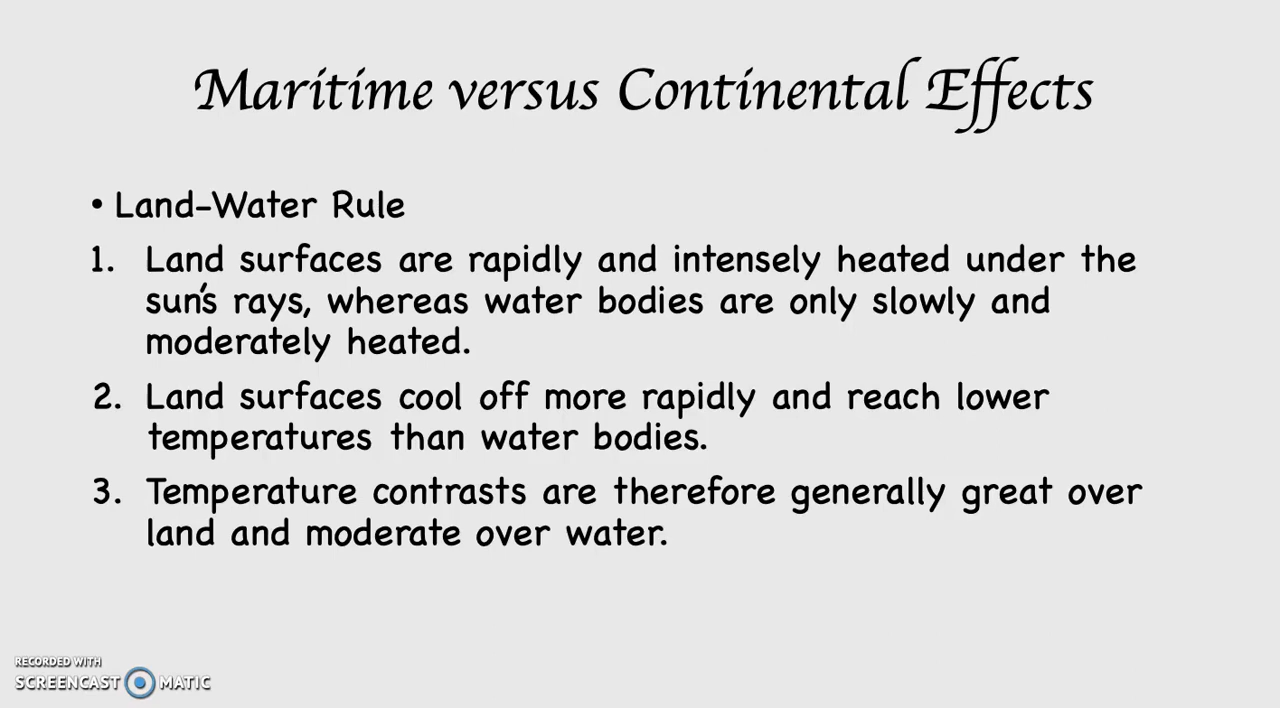 Maritime versus Continental Effects
• Land-Water Rule
1. Land surfaces are rapidly and intensely heated under the
sun's rays, whereas water bodies are only slowly and
moderately heated.
2. Land surfaces cool off more rapidly and reach lower
temperatures than water bodies.
3. Temperature contrasts are therefore generally great over
land and moderate over water.
RECORDED WITH
SCREENCAST MATIC